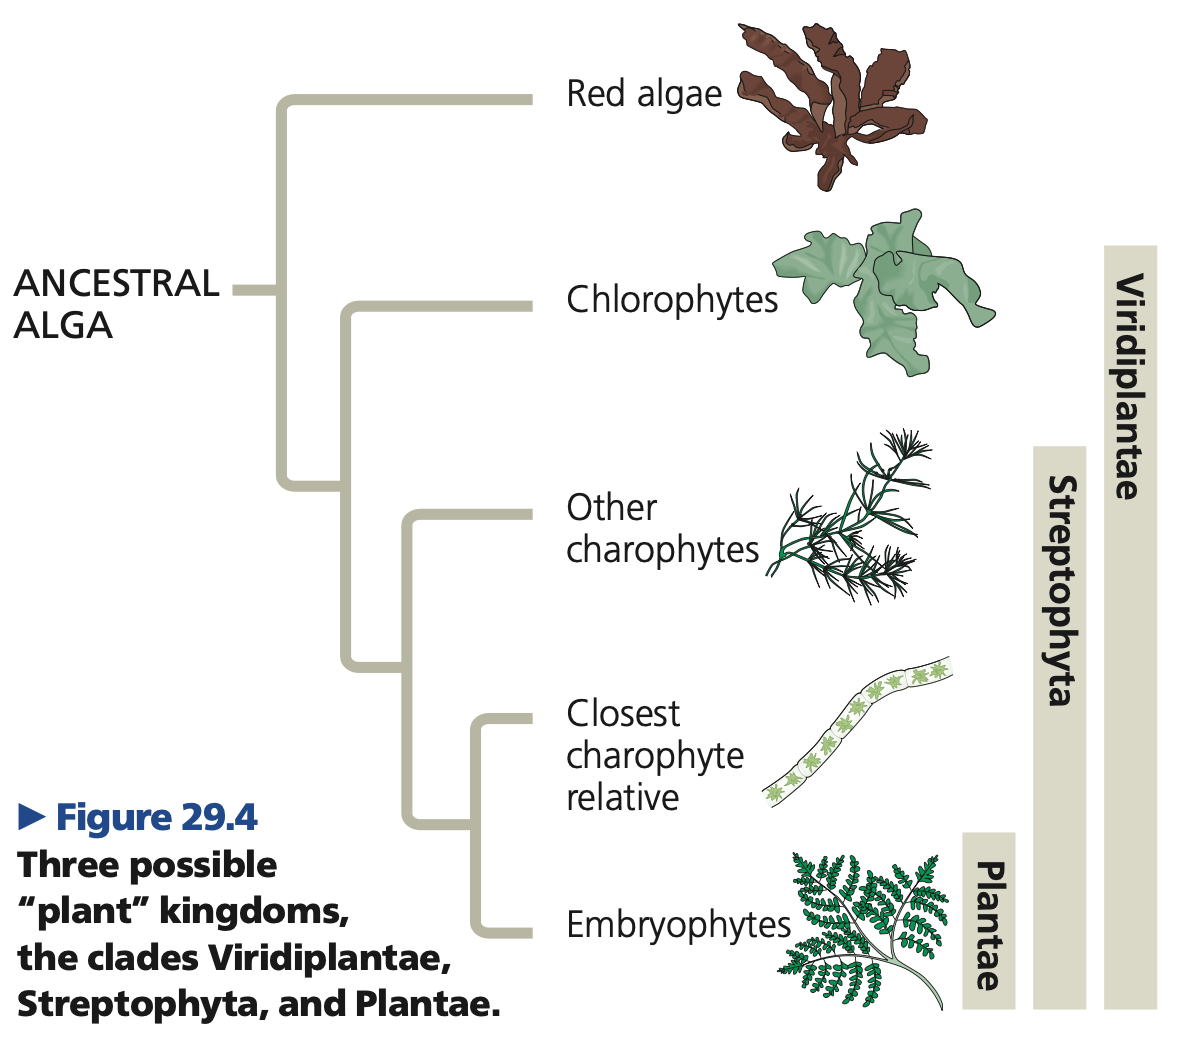 Red algae
ANCESTRAL
ALGA
Chlorophytes
Other
charophytes
Closest
charophyte
relative
Embryophytes
Plantae
Streptophyta
Viridiplantae
▶ Figure 29.4
Three possible
“plant” kingdoms,
the clades Viridiplantae,
Streptophyta, and Plantae.